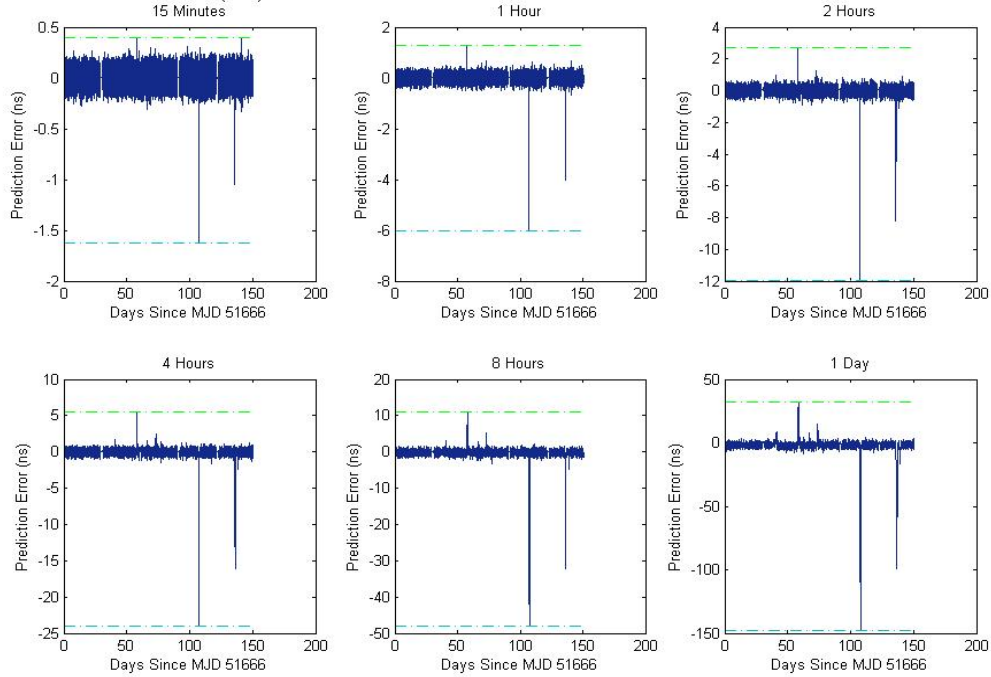 15 Minutes
0.5
0
-0.5
-1
-1.5
-2
Prediction Error (ns)
0 50 100 150 200
Days Since MJD 51666
1 Hour
2
0
-2
-4
-6
-8
Prediction Error (ns)
0 50 100 150 200
Days Since MJD 51666
2 Hours
4
2
0
-2
-4
-6
-8
-10
-12
Prediction Error (ns)
0 50 100 150 200
Days Since MJD 51666
4 Hours
10
5
0
-5
-10
-15
-20
-25
Prediction Error (ns)
0 50 100 150 200
Days Since MJD 51666
8 Hours
20
10
0
-10
-20
-30
-40
-50
Prediction Error (ns)
0 50 100 150 200
Days Since MJD 51666
1 Day
50
0
-50
-100
-150
Prediction Error (ns)
0 50 100 150 200
Days Since MJD 51666